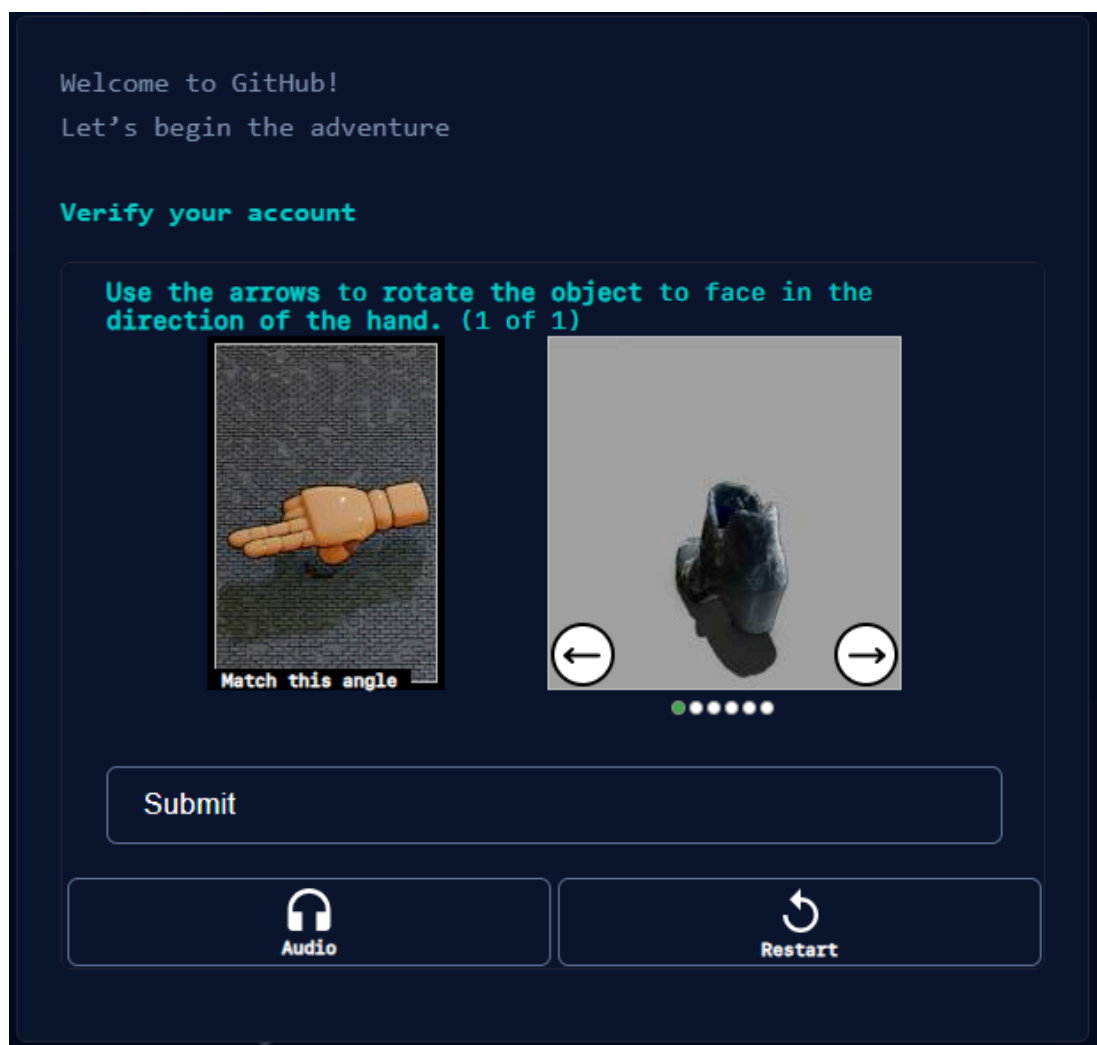 Welcome to GitHub!
Let’s begin the adventure
Verify your account
Use the arrows to rotate the object to face in the
direction of the hand. (1 of 1)
Match this angle
Submit
Audio
Restart